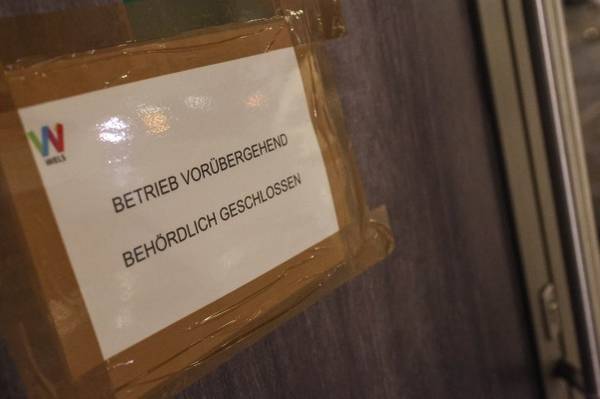 WELS
BETRIEB VORÜBERGEHEND
BEHÖRDLICH GESCHLOSSEN